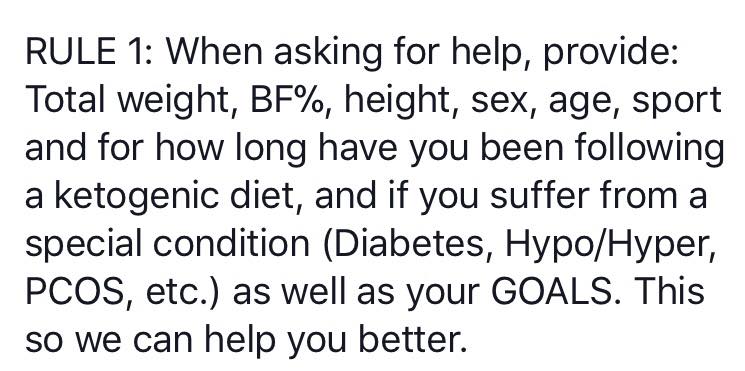 RULE 1: When asking for help, provide:
Total weight, BF%, height, sex, age, sport
and for how long have you been following
a ketogenic diet, and if you suffer from a
special condition (Diabetes, Hypo/Hyper,
PCOS, etc.) as well as your GOALS. This
so we can help you better.